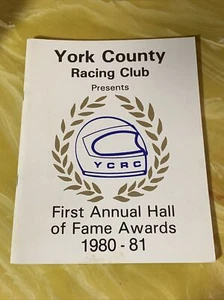 York County
Racing Club
Presents
YCRC
First Annual Hall
of Fame Awards
1980-81